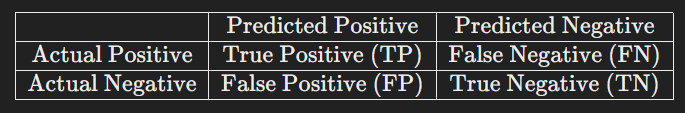 Predicted Positive Predicted Negative
Actual Positive True Positive (TP) False Negative (FN)
Actual Negative False Positive (FP) True Negative (TN)